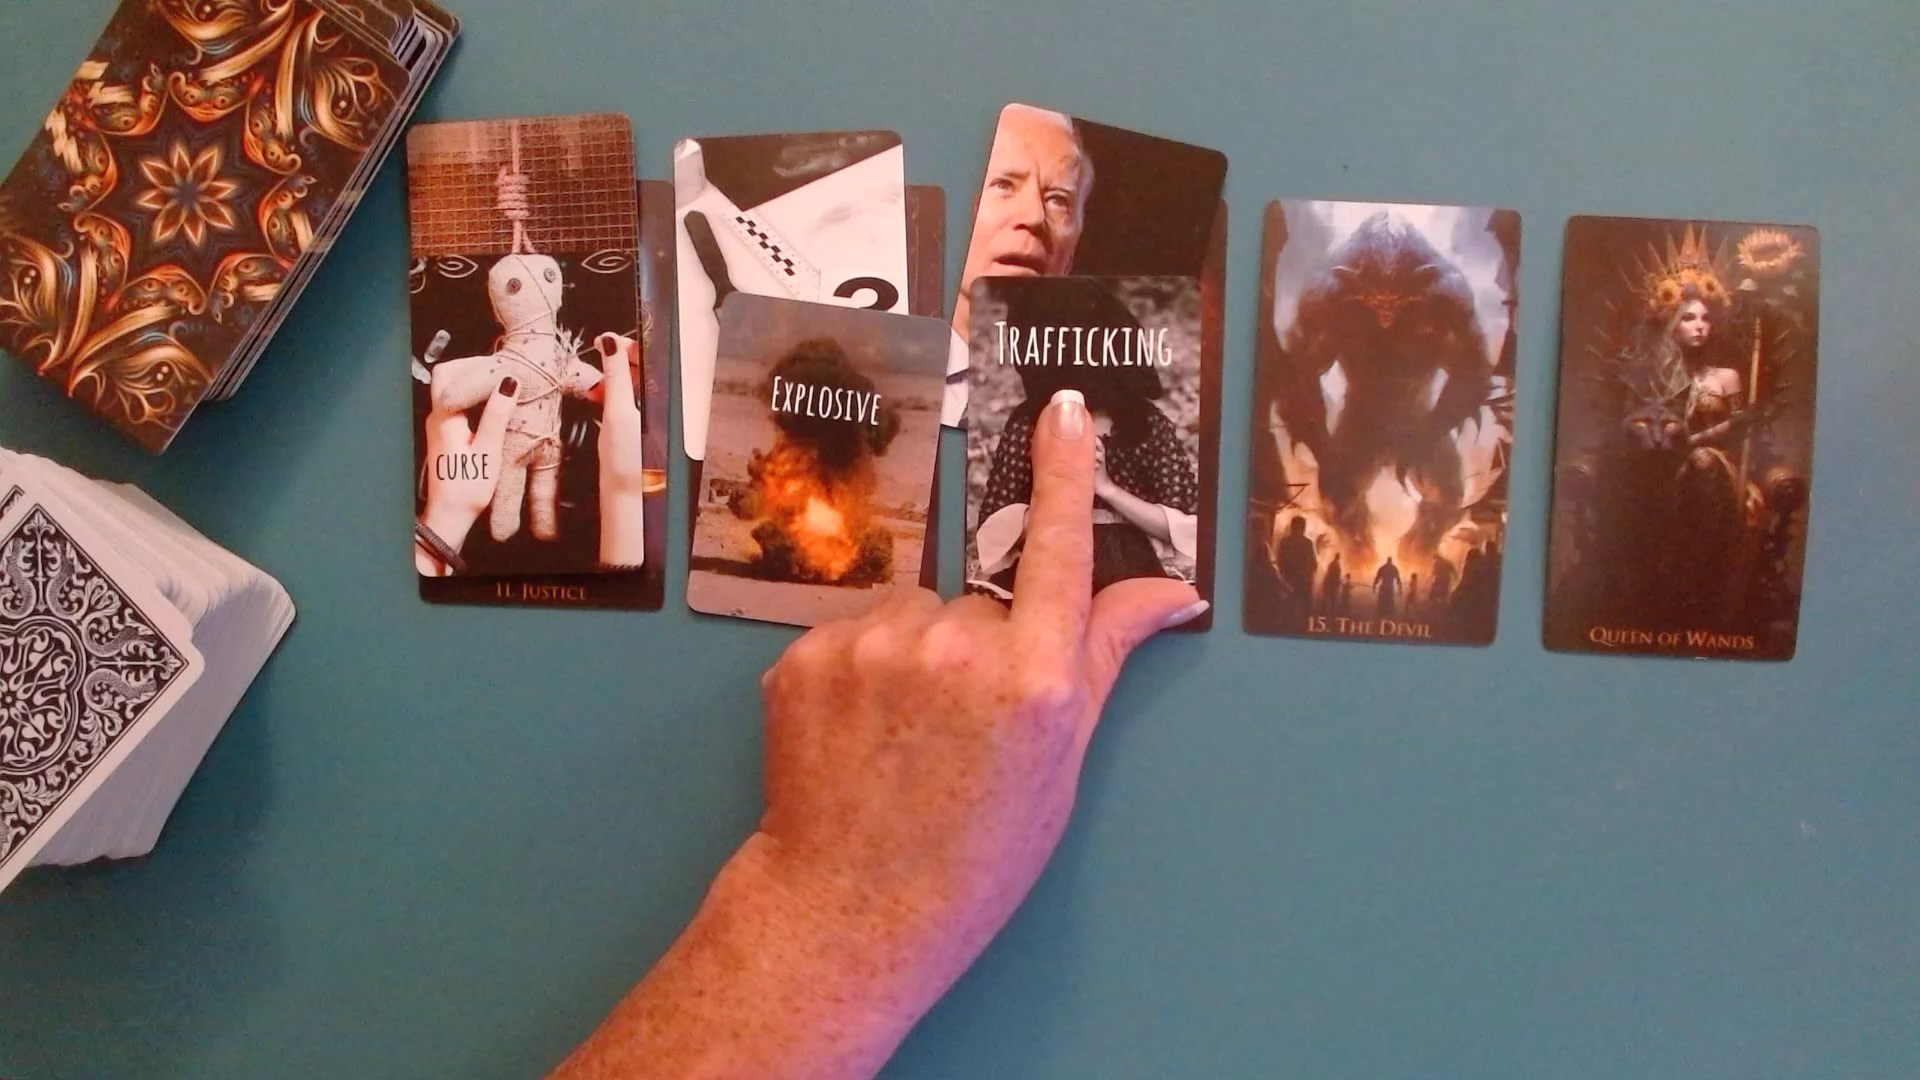 CURSE
11. JUSTICE
EXPLOSIVE
TRAFFICKING
15. THE DEVIL
QUEEN OF WANDS